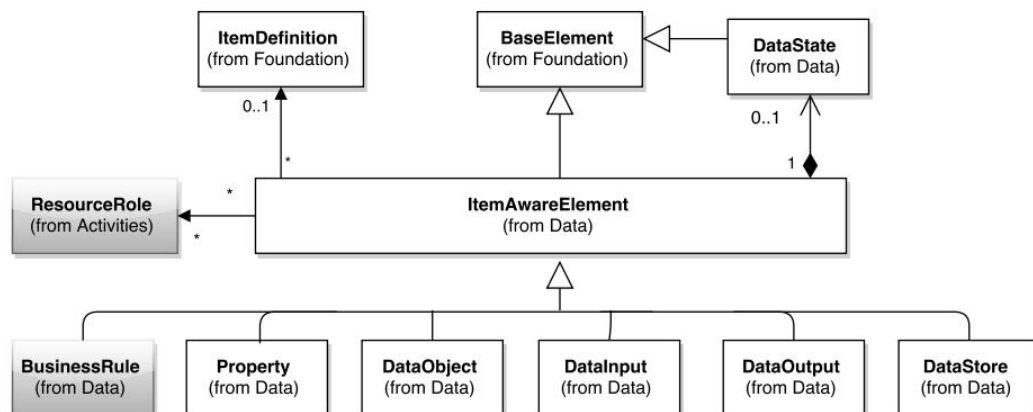 ItemDefinition
(from Foundation)
BaseElement
(from Foundation)
DataState
(from Data)
0..1
0..1
*
1
ResourceRole
(from Activities)
*
*
ItemAwareElement
(from Data)
BusinessRule
(from Data)
Property
(from Data)
DataObject
(from Data)
DataInput
(from Data)
DataOutput
(from Data)
DataStore
(from Data)